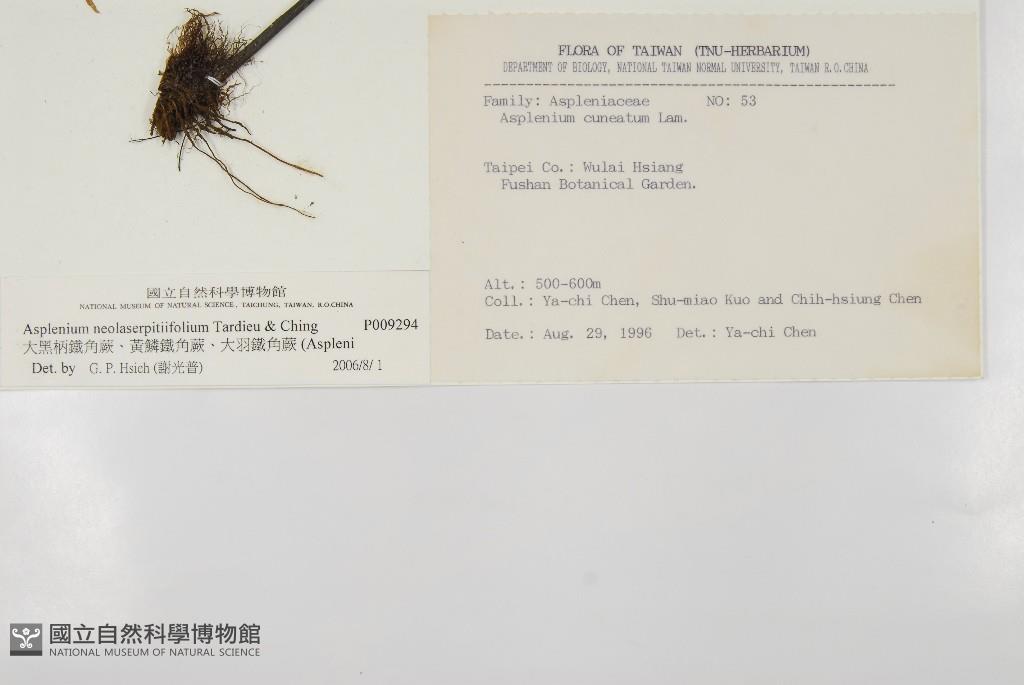 FLORA OF TAIWAN (TNU-HERBARIUM)
DEPARTMENT OF BIOLOGY, NATIONAL TAIWAN NORMAL UNIVERSITY, TAIWAN R.O.CHINA
Family: Aspleniaceae NO: 53
Asplenium cuneatum Lam.
Taipei Co.: Wulai Hsiang
Fushan Botanical Garden.
Alt.: 500-600m
Coll.: Ya-chi Chen, Shu-miao Kuo and Chih-hsiung Chen
Date.: Aug. 29, 1996 Det.: Ya-chi Chen
國立自然科學博物館
NATIONAL MUSEUM OF NATURAL SCIENCE, TAICHUNG, TAIWAN, R.O.CHINA
Asplenium neolaserpitiifolium Tardieu & Ching P009294
大黑柄鐵角蕨、黃鱗鐵角蕨、大羽鐵角蕨 (Aspleni
Det. by G. P. Hsieh (謝光普) 2006/8/1
國立自然科學博物館
NATIONAL MUSEUM OF NATURAL SCIENCE